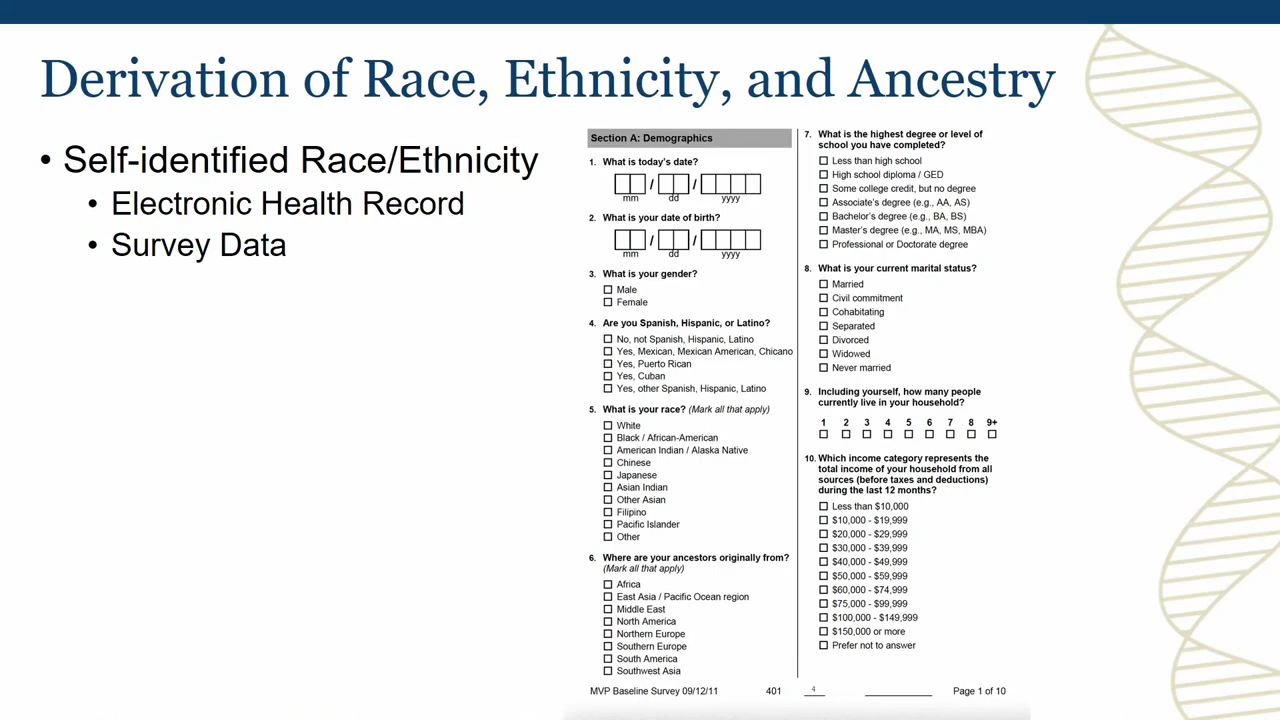 Derivation of Race, Ethnicity, and Ancestry
• Self-identified Race/Ethnicity
• Electronic Health Record
• Survey Data
Section A: Demographics
1. What is today's date?
/ /
mm dd yyyy
2. What is your date of birth?
/ /
mm dd yyyy
3. What is your gender?
Male
Female
4. Are you Spanish, Hispanic, or Latino?
No, not Spanish, Hispanic, Latino
Yes, Mexican, Mexican American, Chicano
Yes, Puerto Rican
Yes, Cuban
Yes, other Spanish, Hispanic, Latino
5. What is your race? (Mark all that apply)
White
Black / African-American
American Indian / Alaska Native
Chinese
Japanese
Asian Indian
Other Asian
Filipino
Pacific Islander
Other
6. Where are your ancestors originally from?
(Mark all that apply)
Africa
East Asia / Pacific Ocean region
Middle East
North America
Northern Europe
Southern Europe
South America
Southwest Asia
7. What is the highest degree or level of
school you have completed?
Less than high school
High school diploma / GED
Some college credit, but no degree
Associate's degree (e.g., AA, AS)
Bachelor's degree (e.g., BA, BS)
Master's degree (e.g., MA, MS, MBA)
Professional or Doctorate degree
8. What is your current marital status?
Married
Civil commitment
Cohabitating
Separated
Divorced
Widowed
Never married
9. Including yourself, how many people
currently live in your household?
1 2 3 4 5 6 7 8 9+
10. Which income category represents the
total income of your household from all
sources (before taxes and deductions)
during the last 12 months?
Less than $10,000
$10,000 - $19,999
$20,000 - $29,999
$30,000 - $39,999
$40,000 - $49,999
$50,000 - $59,999
$60,000 - $74,999
$75,000 - $99,999
$100,000 - $149,999
$150,000 or more
Prefer not to answer
MVP Baseline Survey 09/12/11 401 4 Page 1 of 10